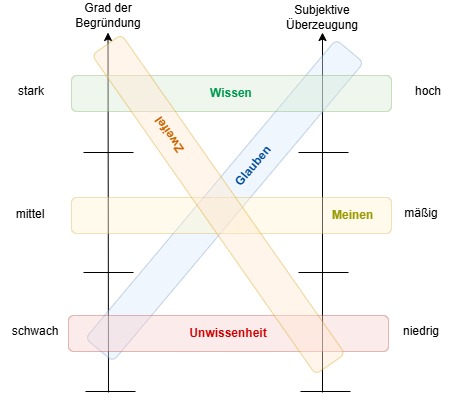 Grad der
Begründung
Subjektive
Überzeugung
stark
Wissen
hoch
Zweifel
Glauben
mittel
Meinen
mäßig
schwach
Unwissenheit
niedrig